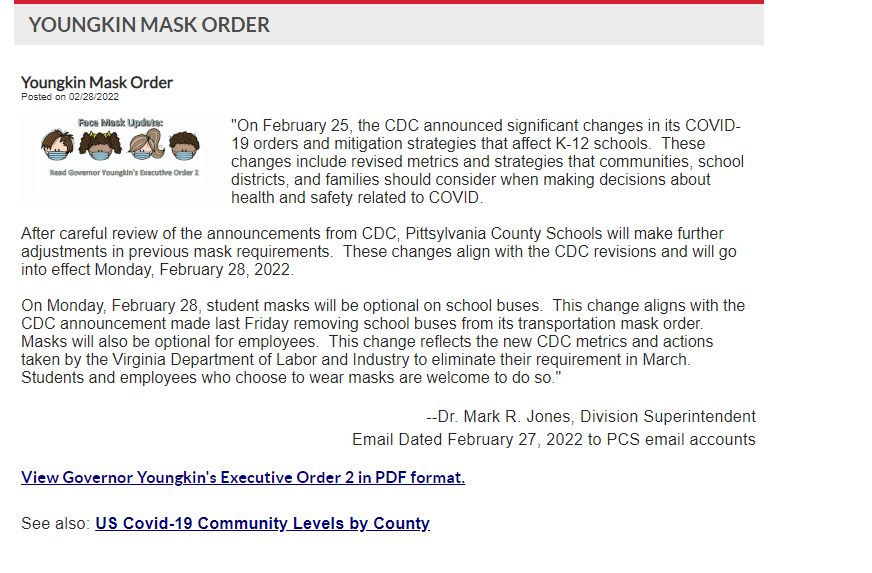 YOUNGKIN MASK ORDER
Youngkin Mask Order
Posted on 02/28/2022
Face Mask Update:
Read Governor Youngkin's Executive Order 2
"On February 25, the CDC announced significant changes in its COVID-
19 orders and mitigation strategies that affect K-12 schools.  These
changes include revised metrics and strategies that communities, school
districts, and families should consider when making decisions about
health and safety related to COVID.
After careful review of the announcements from CDC, Pittsylvania County Schools will make further
adjustments in previous mask requirements.  These changes align with the CDC revisions and will go
into effect Monday, February 28, 2022.
On Monday, February 28, student masks will be optional on school buses.  This change aligns with the
CDC announcement made last Friday removing school buses from its transportation mask order.
Masks will also be optional for employees.  This change reflects the new CDC metrics and actions
taken by the Virginia Department of Labor and Industry to eliminate their requirement in March.
Students and employees who choose to wear masks are welcome to do so."
--Dr. Mark R. Jones, Division Superintendent
Email Dated February 27, 2022 to PCS email accounts
View Governor Youngkin's Executive Order 2 in PDF format.
See also: US Covid-19 Community Levels by County